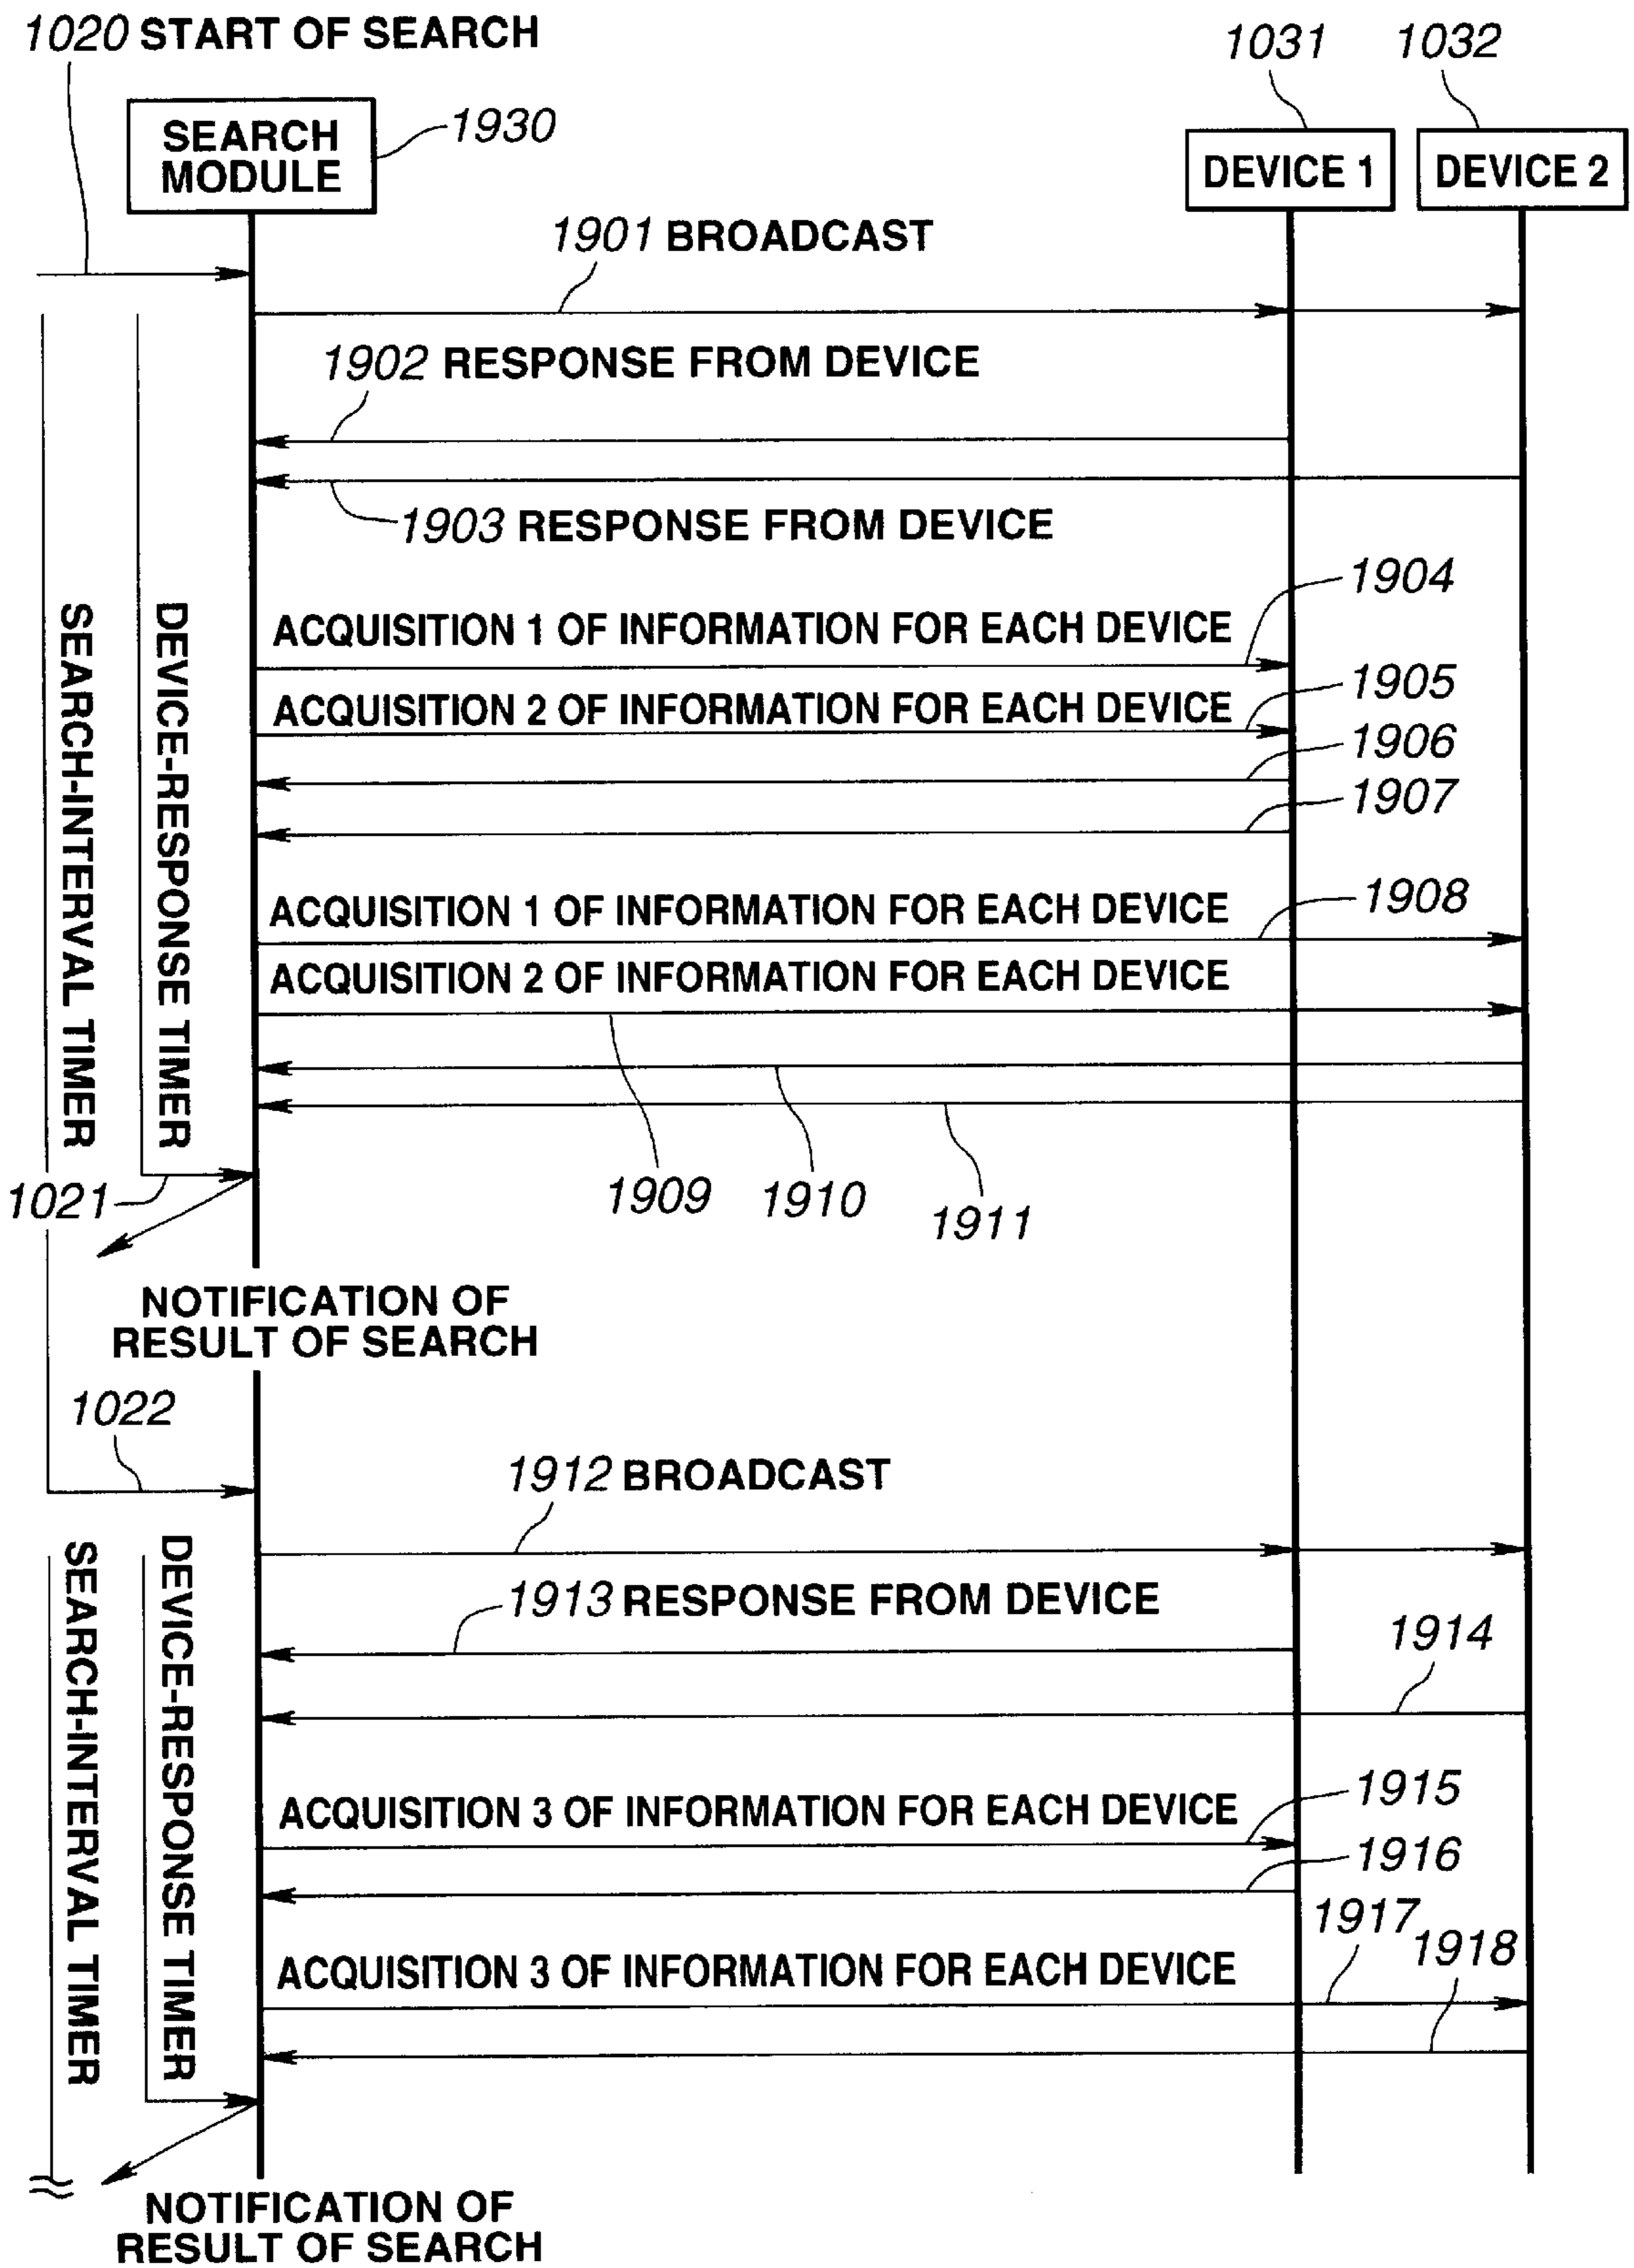 1020 START OF SEARCH
1031
1032
SEARCH
MODULE
1930
DEVICE 1
DEVICE 2
1901 BROADCAST
1902 RESPONSE FROM DEVICE
1903 RESPONSE FROM DEVICE
SEARCH-INTERVAL TIMER
DEVICE-RESPONSE TIMER
1904
ACQUISITION 1 OF INFORMATION FOR EACH DEVICE
1905
ACQUISITION 2 OF INFORMATION FOR EACH DEVICE
1906
1907
1908
ACQUISITION 1 OF INFORMATION FOR EACH DEVICE
ACQUISITION 2 OF INFORMATION FOR EACH DEVICE
1021
1909
1910
1911
NOTIFICATION OF
RESULT OF SEARCH
1022
1912 BROADCAST
SEARCH-INTERVAL TIMER
DEVICE-RESPONSE TIMER
1913 RESPONSE FROM DEVICE
1914
1915
ACQUISITION 3 OF INFORMATION FOR EACH DEVICE
1916
1917
1918
ACQUISITION 3 OF INFORMATION FOR EACH DEVICE
NOTIFICATION OF
RESULT OF SEARCH